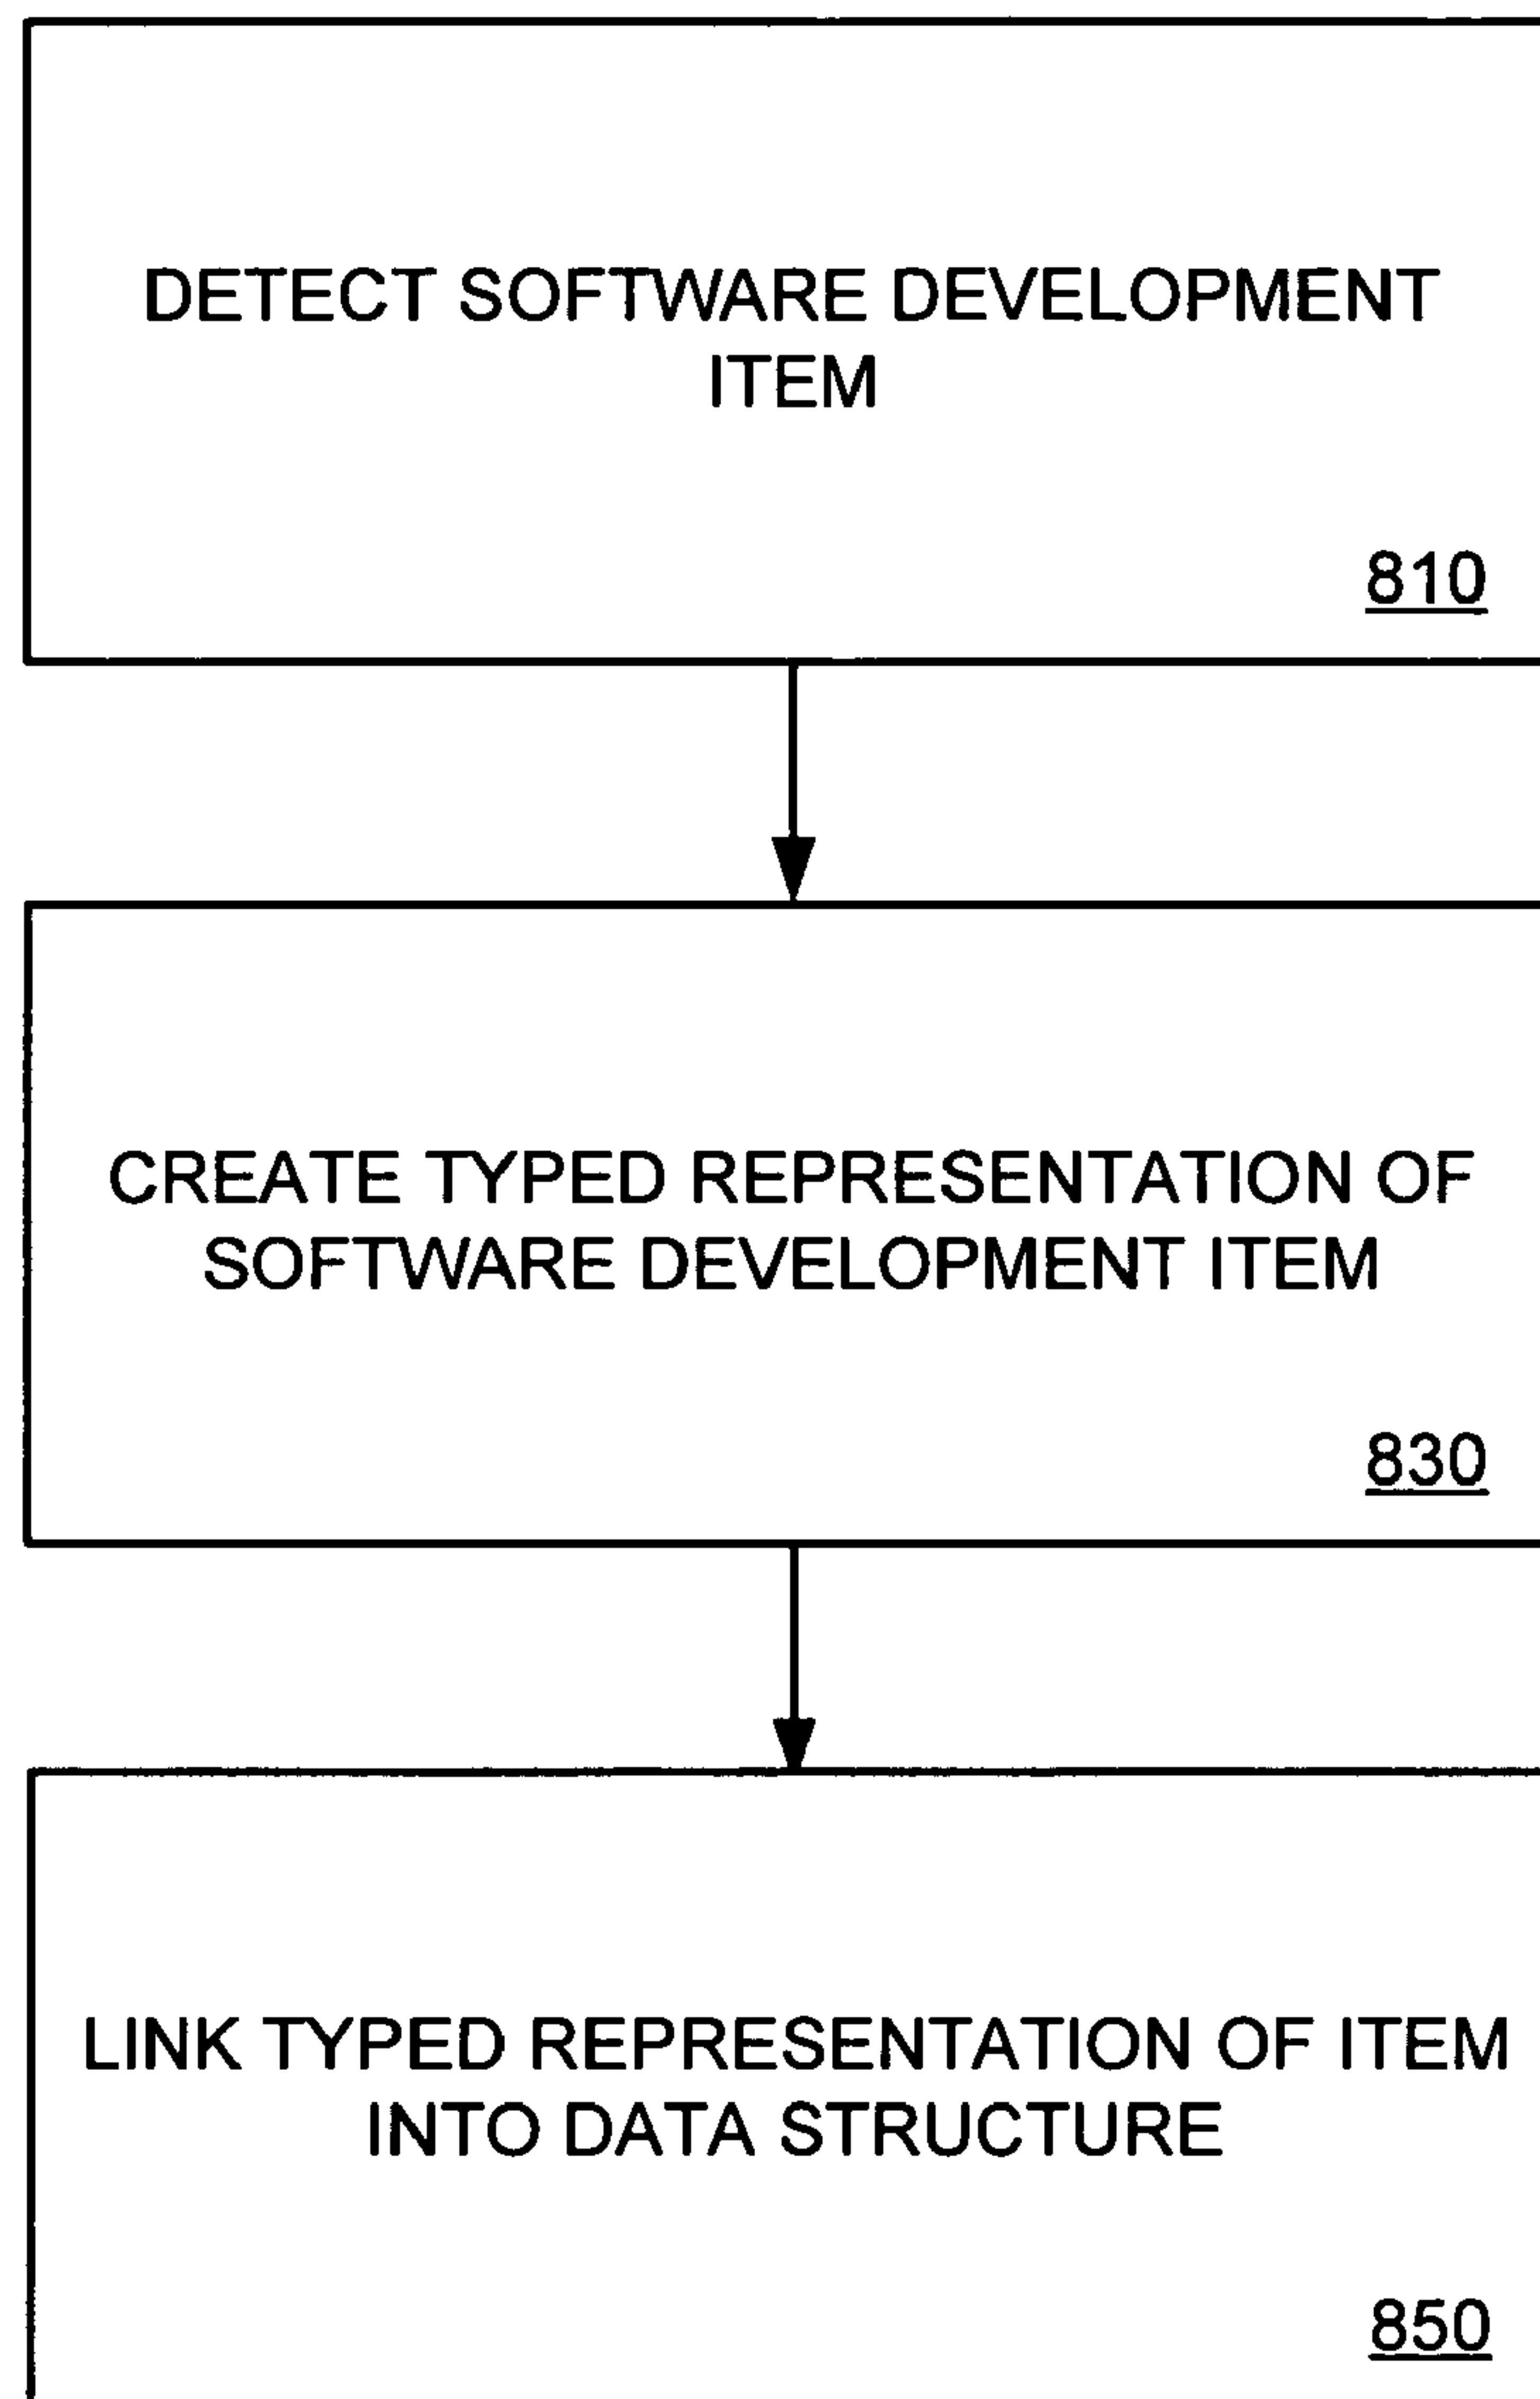 DETECT SOFTWARE DEVELOPMENT
ITEM
810
CREATE TYPED REPRESENTATION OF
SOFTWARE DEVELOPMENT ITEM
830
LINK TYPED REPRESENTATION OF ITEM
INTO DATA STRUCTURE
850